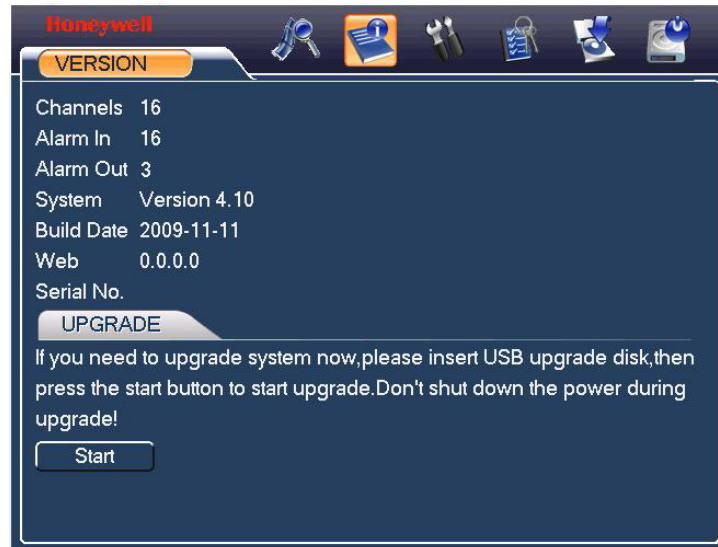 Honeywell
VERSION
Channels 16
Alarm In 16
Alarm Out 3
System Version 4.10
Build Date 2009-11-11
Web 0.0.0.0
Serial No.
UPGRADE
If you need to upgrade system now,please insert USB upgrade disk,then
press the start button to start upgrade.Don't shut down the power during
upgrade!
Start